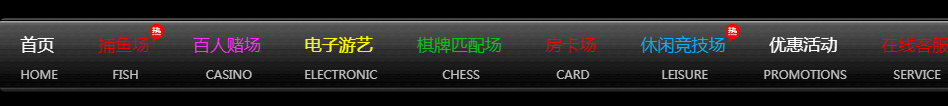 首页 捕鱼场 热 百人赌场 电子游艺 棋牌匹配场 房卡场 休闲竞技场 热 优惠活动 在线客服
HOME FISH CASINO ELECTRONIC CHESS CARD LEISURE PROMOTIONS SERVICE